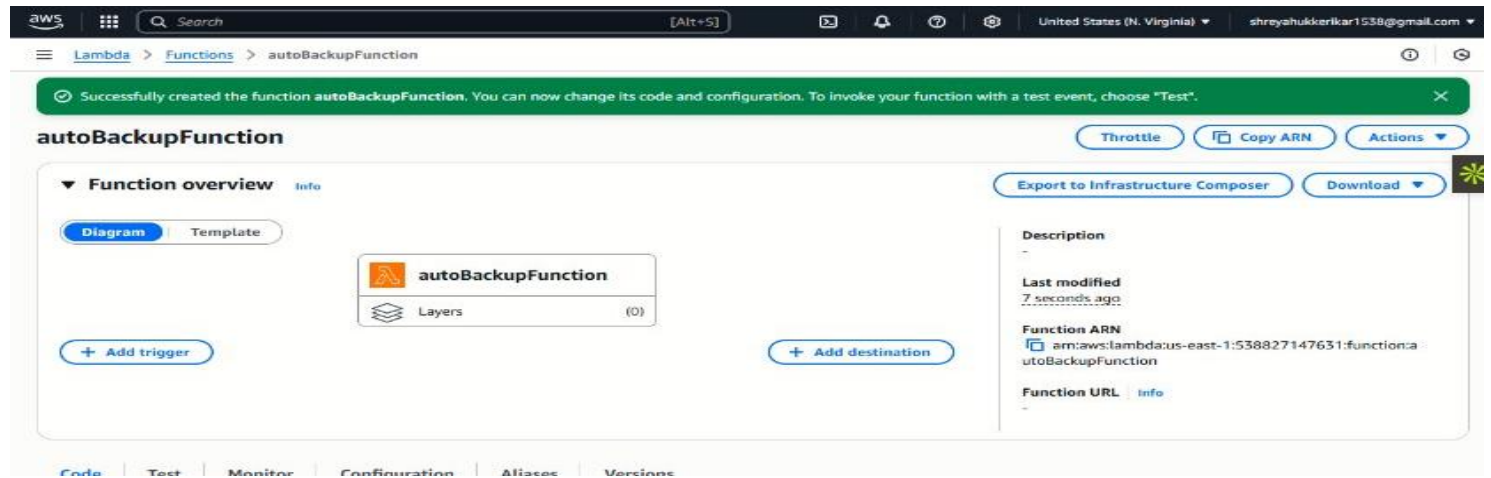 aws Search [Alt+S] United States (N. Virginia) shreyahukkerikar1538@gmail.com
Lambda > Functions > autoBackupFunction
Successfully created the function autoBackupFunction. You can now change its code and configuration. To invoke your function with a test event, choose "Test".
autoBackupFunction Throttle Copy ARN Actions
Function overview Info Export to Infrastructure Composer Download
Diagram Template
Description
-
autoBackupFunction
Last modified
7 seconds ago
Layers (0)
Function ARN
arn:aws:lambda:us-east-1:538827147631:function:a
utoBackupFunction
+ Add trigger + Add destination
Function URL Info
-
Code Test Monitor Configuration Aliases Versions